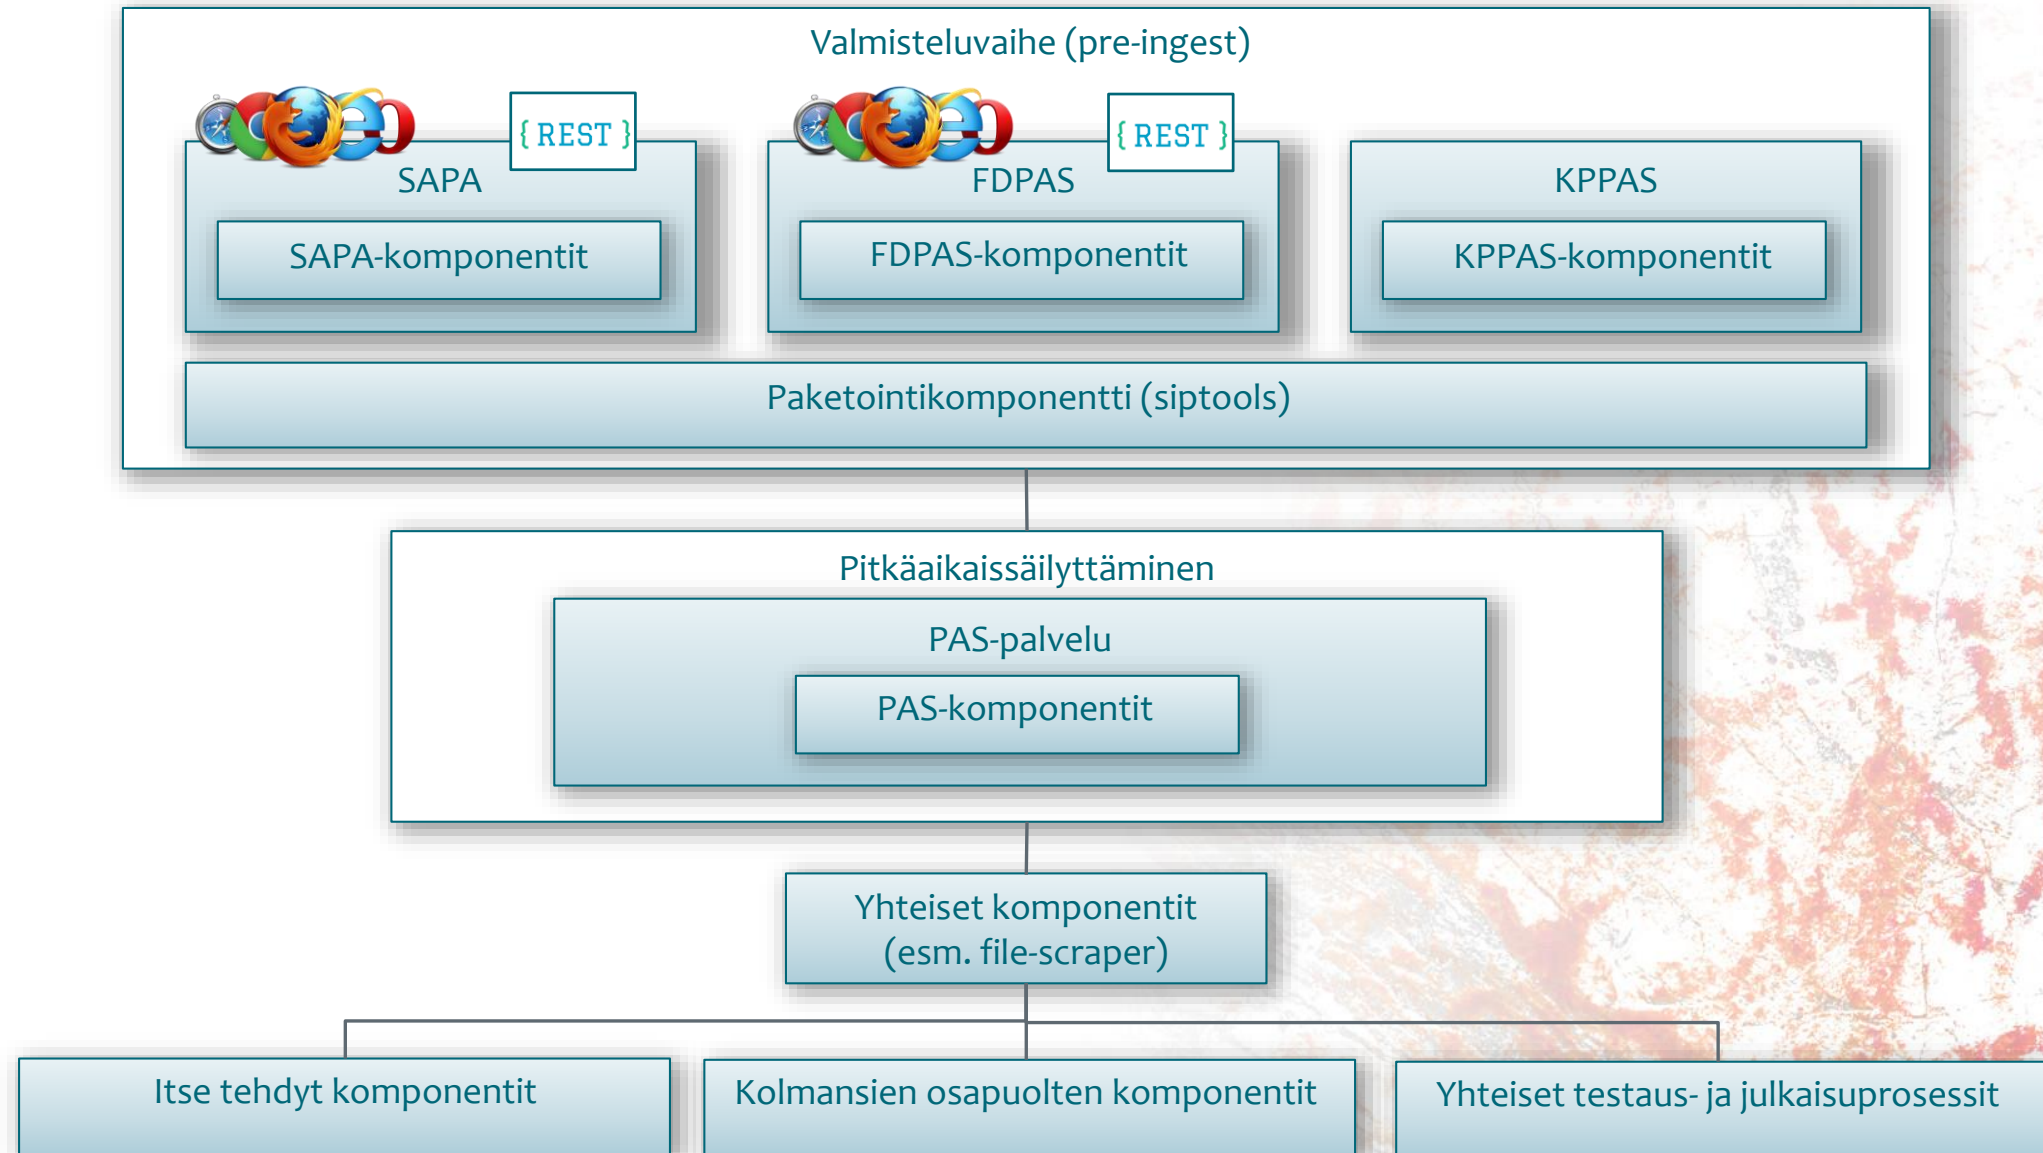 Valmisteluvaihe (pre-ingest)
{ REST }
{ REST }
SAPA
FDPAS
KPPAS
SAPA-komponentit
FDPAS-komponentit
KPPAS-komponentit
Paketointikomponentti (siptools)
Pitkäaikaissäilyttäminen
PAS-palvelu
PAS-komponentit
Yhteiset komponentit
(esm. file-scraper)
Itse tehdyt komponentit
Kolmansien osapuolten komponentit
Yhteiset testaus- ja julkaisuprosessit